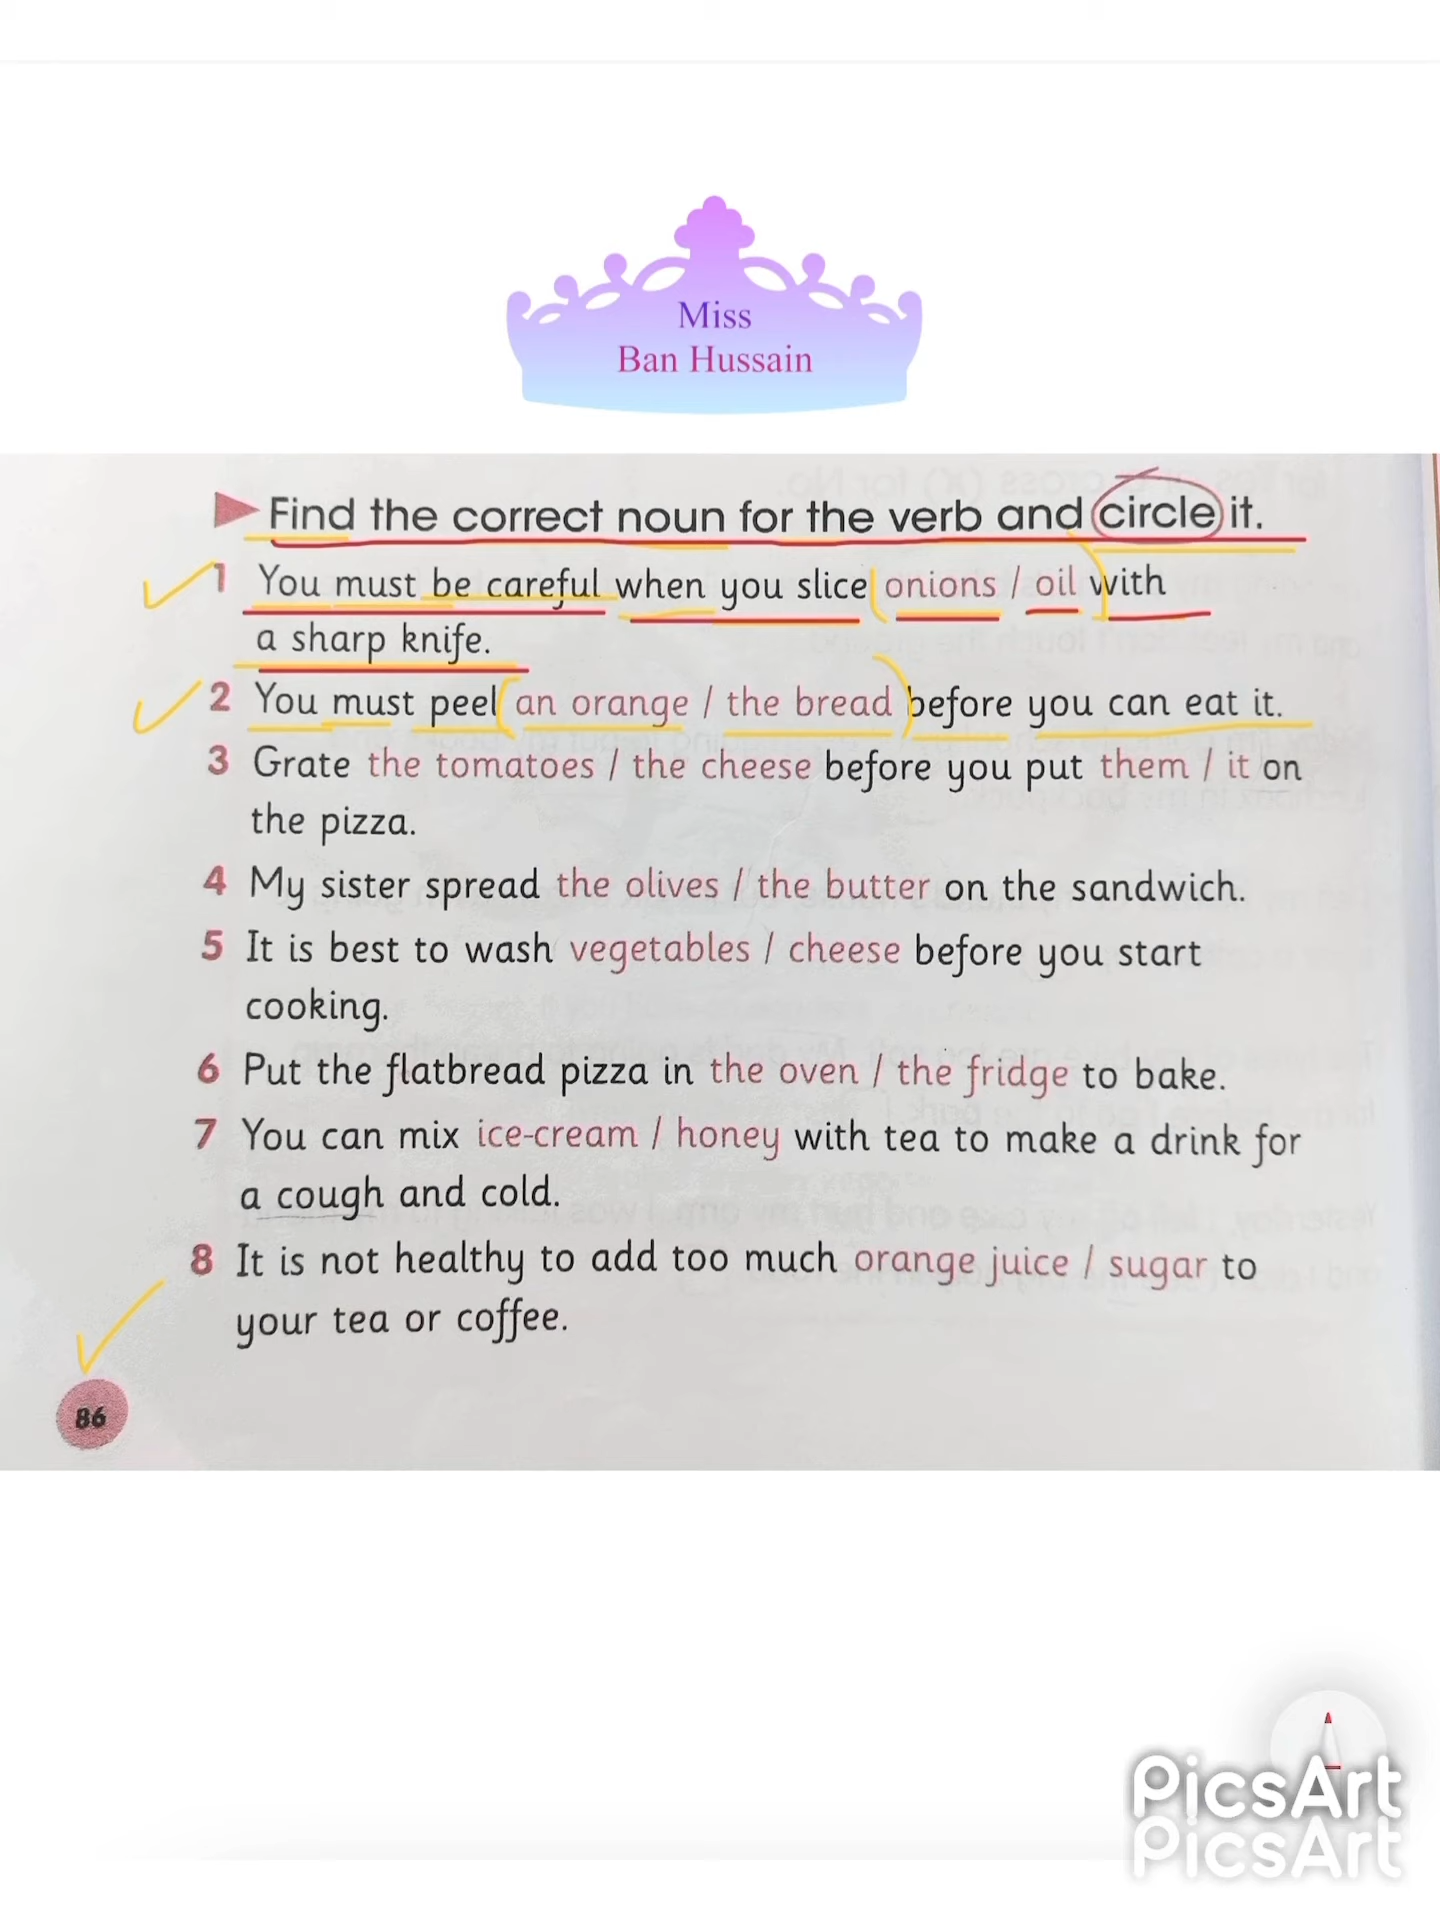 Miss
Ban Hussain
Find the correct noun for the verb and circle it.
1 You must be careful when you slice onions / oil with
a sharp knife.
2 You must peel an orange / the bread before you can eat it.
3 Grate the tomatoes / the cheese before you put them / it on
the pizza.
4 My sister spread the olives / the butter on the sandwich.
5 It is best to wash vegetables / cheese before you start
cooking.
6 Put the flatbread pizza in the oven / the fridge to bake.
7 You can mix ice-cream / honey with tea to make a drink for
a cough and cold.
8 It is not healthy to add too much orange juice / sugar to
your tea or coffee.
86
PicsArt
PicsArt